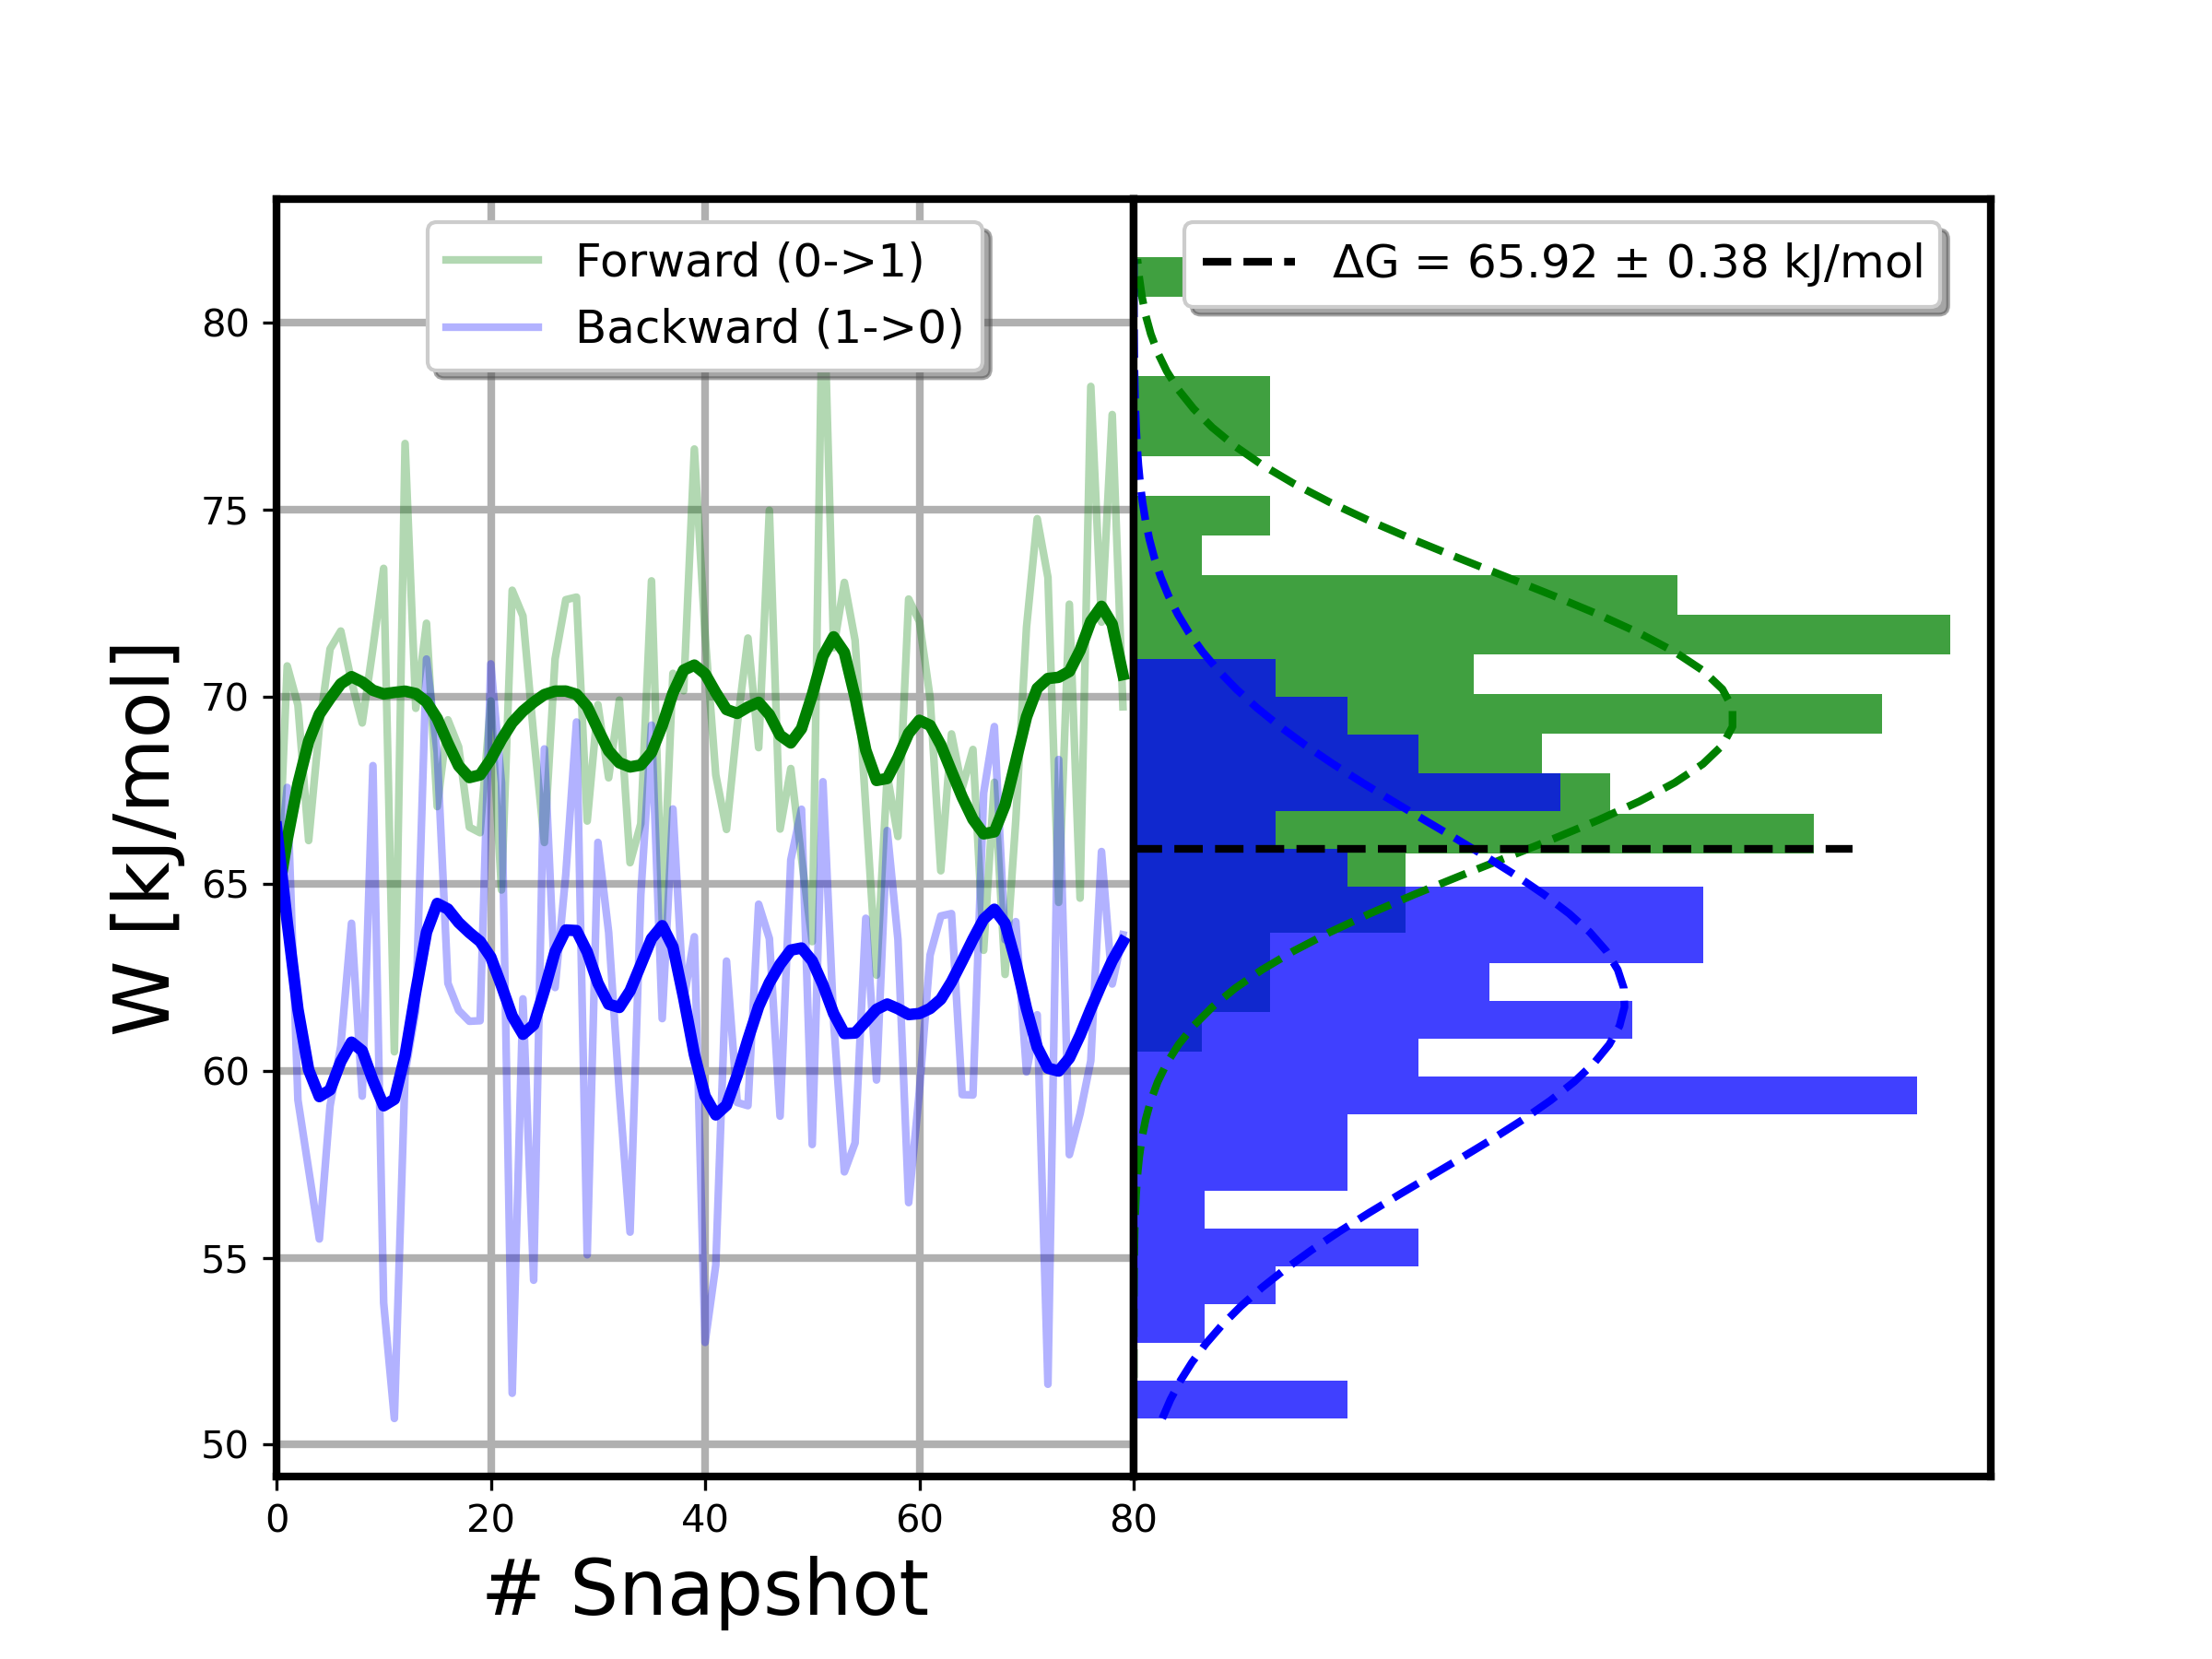 Forward (0->1)
Backward (1->0)
ΔG = 65.92 ± 0.38 kJ/mol
80
75
70
65
60
55
50
W [kJ/mol]
0 20 40 60 80
# Snapshot